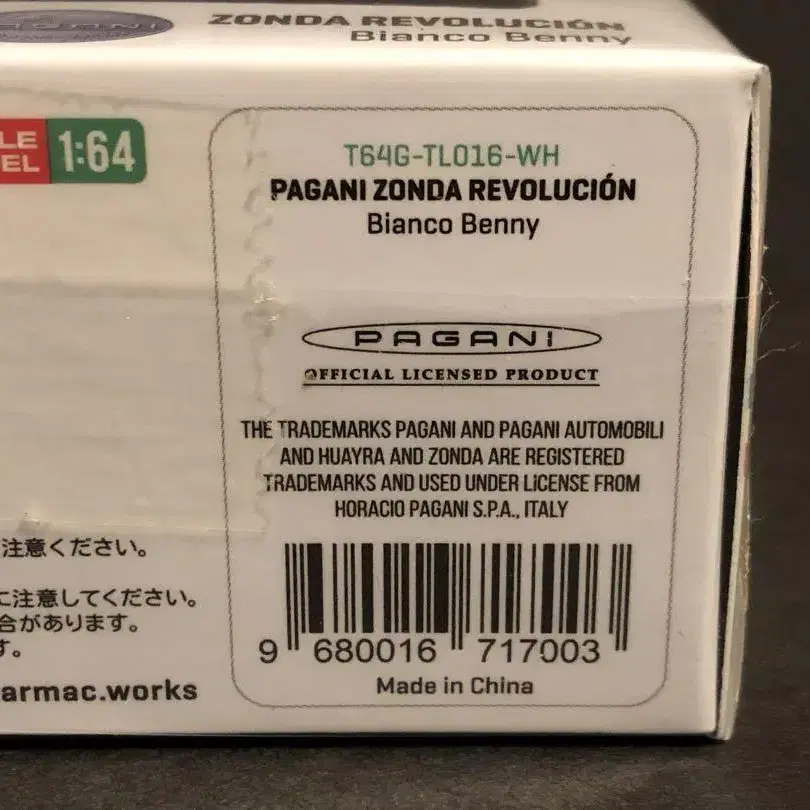 ZONDA REVOLUCIÓN
Bianco Benny
LE
EL
1:64
T64G-TL016-WH
PAGANI ZONDA REVOLUCIÓN
Bianco Benny
PAGANI
OFFICIAL LICENSED PRODUCT
THE TRADEMARKS PAGANI AND PAGANI AUTOMOBILI
AND HUAYRA AND ZONDA ARE REGISTERED
TRADEMARKS AND USED UNDER LICENSE FROM
HORACIO PAGANI S.P.A., ITALY
注意ください。
に注意してください。
合があります。
す。
armac.works
9 680016 717003
Made in China